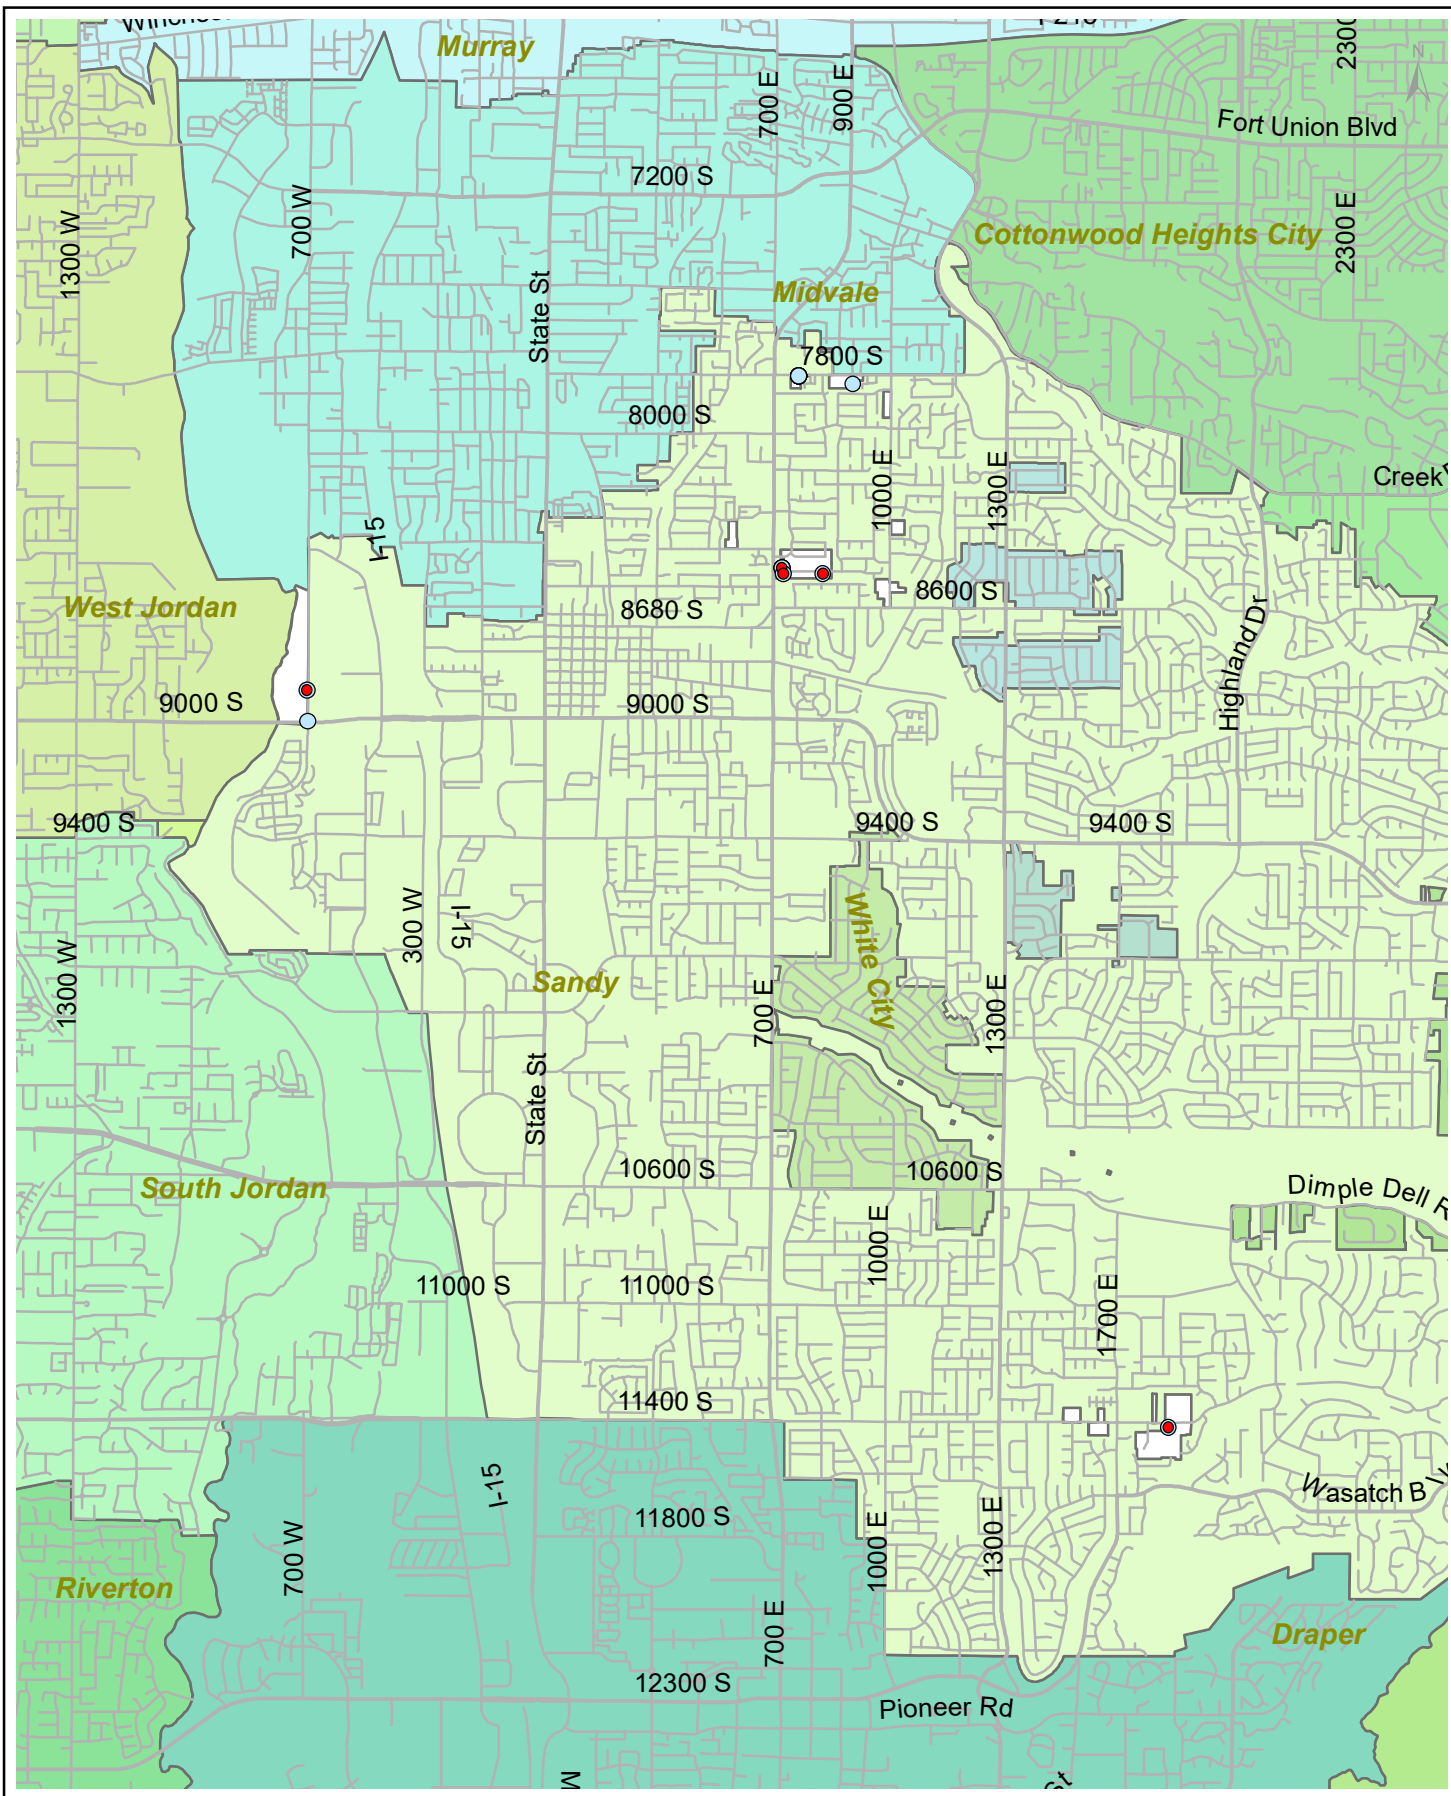 Murray
N
700 E
900 E
Fort Union Blvd
7200 S
1300 W
700 W
2300 E
Cottonwood Heights City
Midvale
State St
7800 S
8000 S
1000 E
1300 E
I-15
8600 S
West Jordan
8680 S
Highland Dr
9000 S
9000 S
9400 S
9400 S
9400 S
300 W
I-15
White City
1300 W
Sandy
700 E
1300 E
State St
10600 S
10600 S
South Jordan
Dimple Dell R
1000 E
11000 S
11000 S
1700 E
11400 S
I-15
Wasatch Blv
11800 S
700 W
1000 E
1300 E
Riverton
700 E
Draper
12300 S
Pioneer Rd